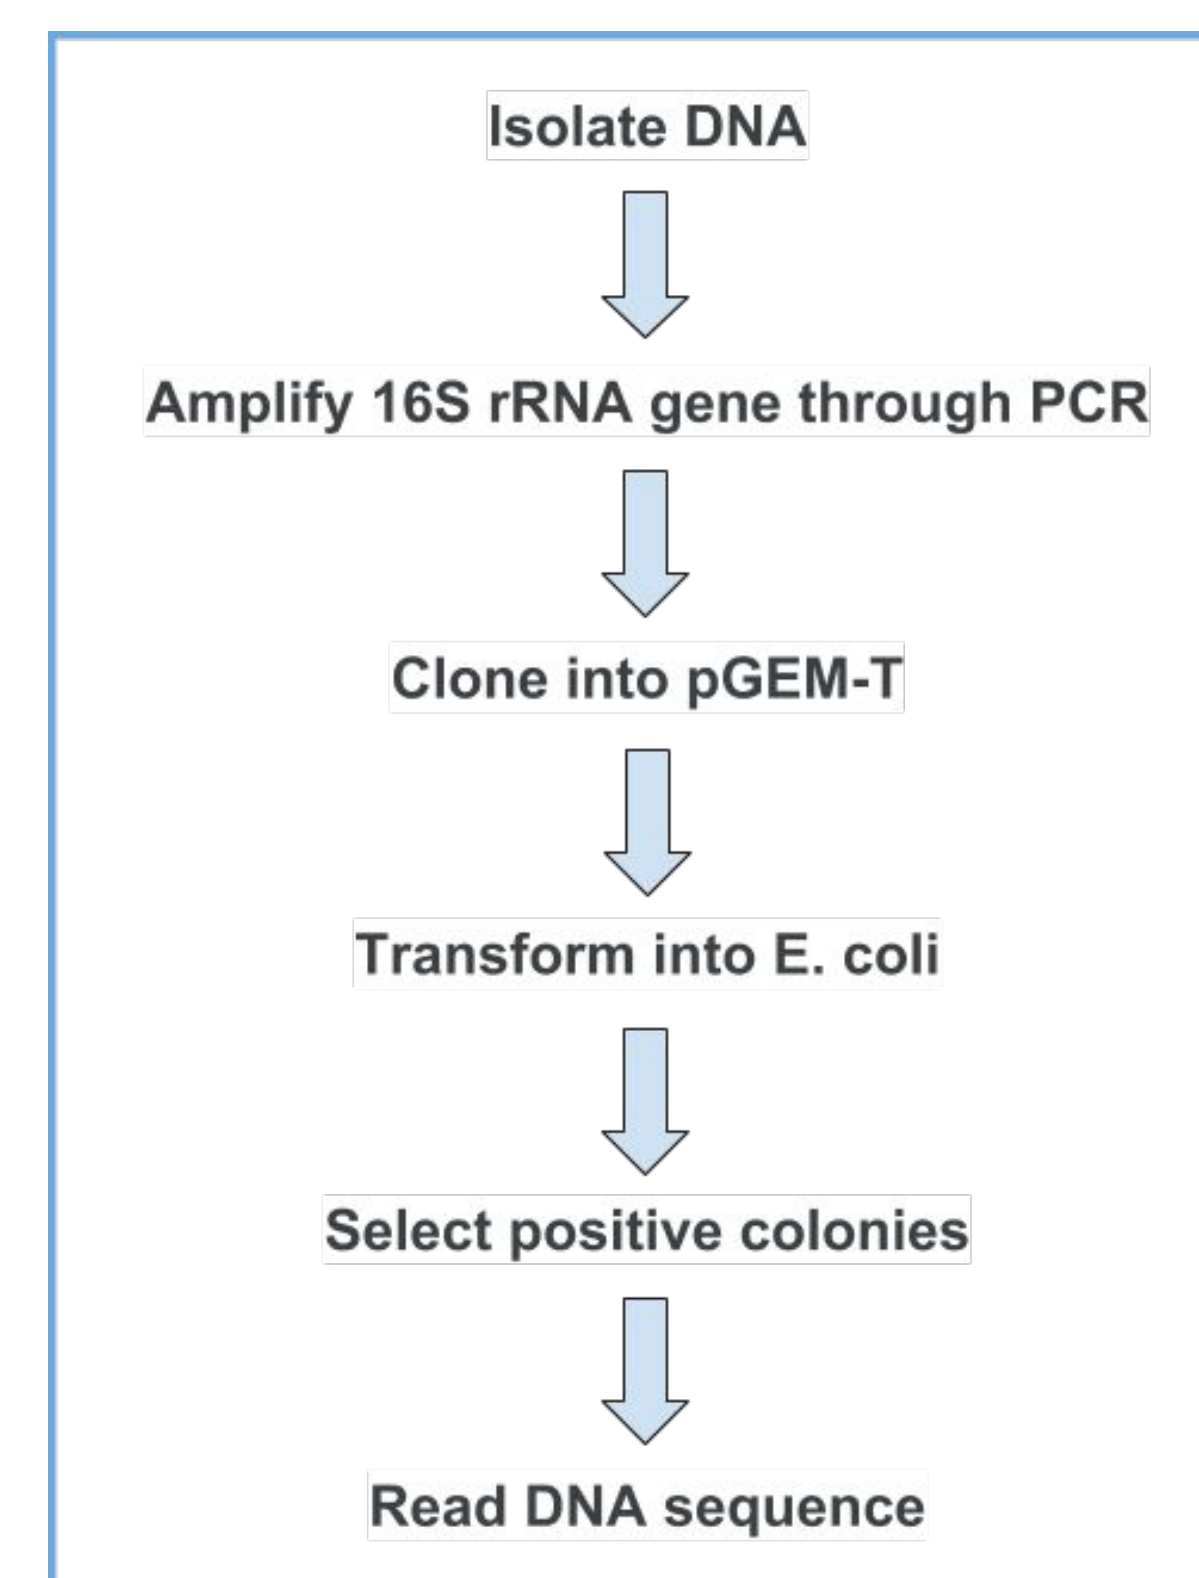 Isolate DNA
Amplify 16S rRNA gene through PCR
Clone into pGEM-T
Transform into E. coli
Select positive colonies
Read DNA sequence